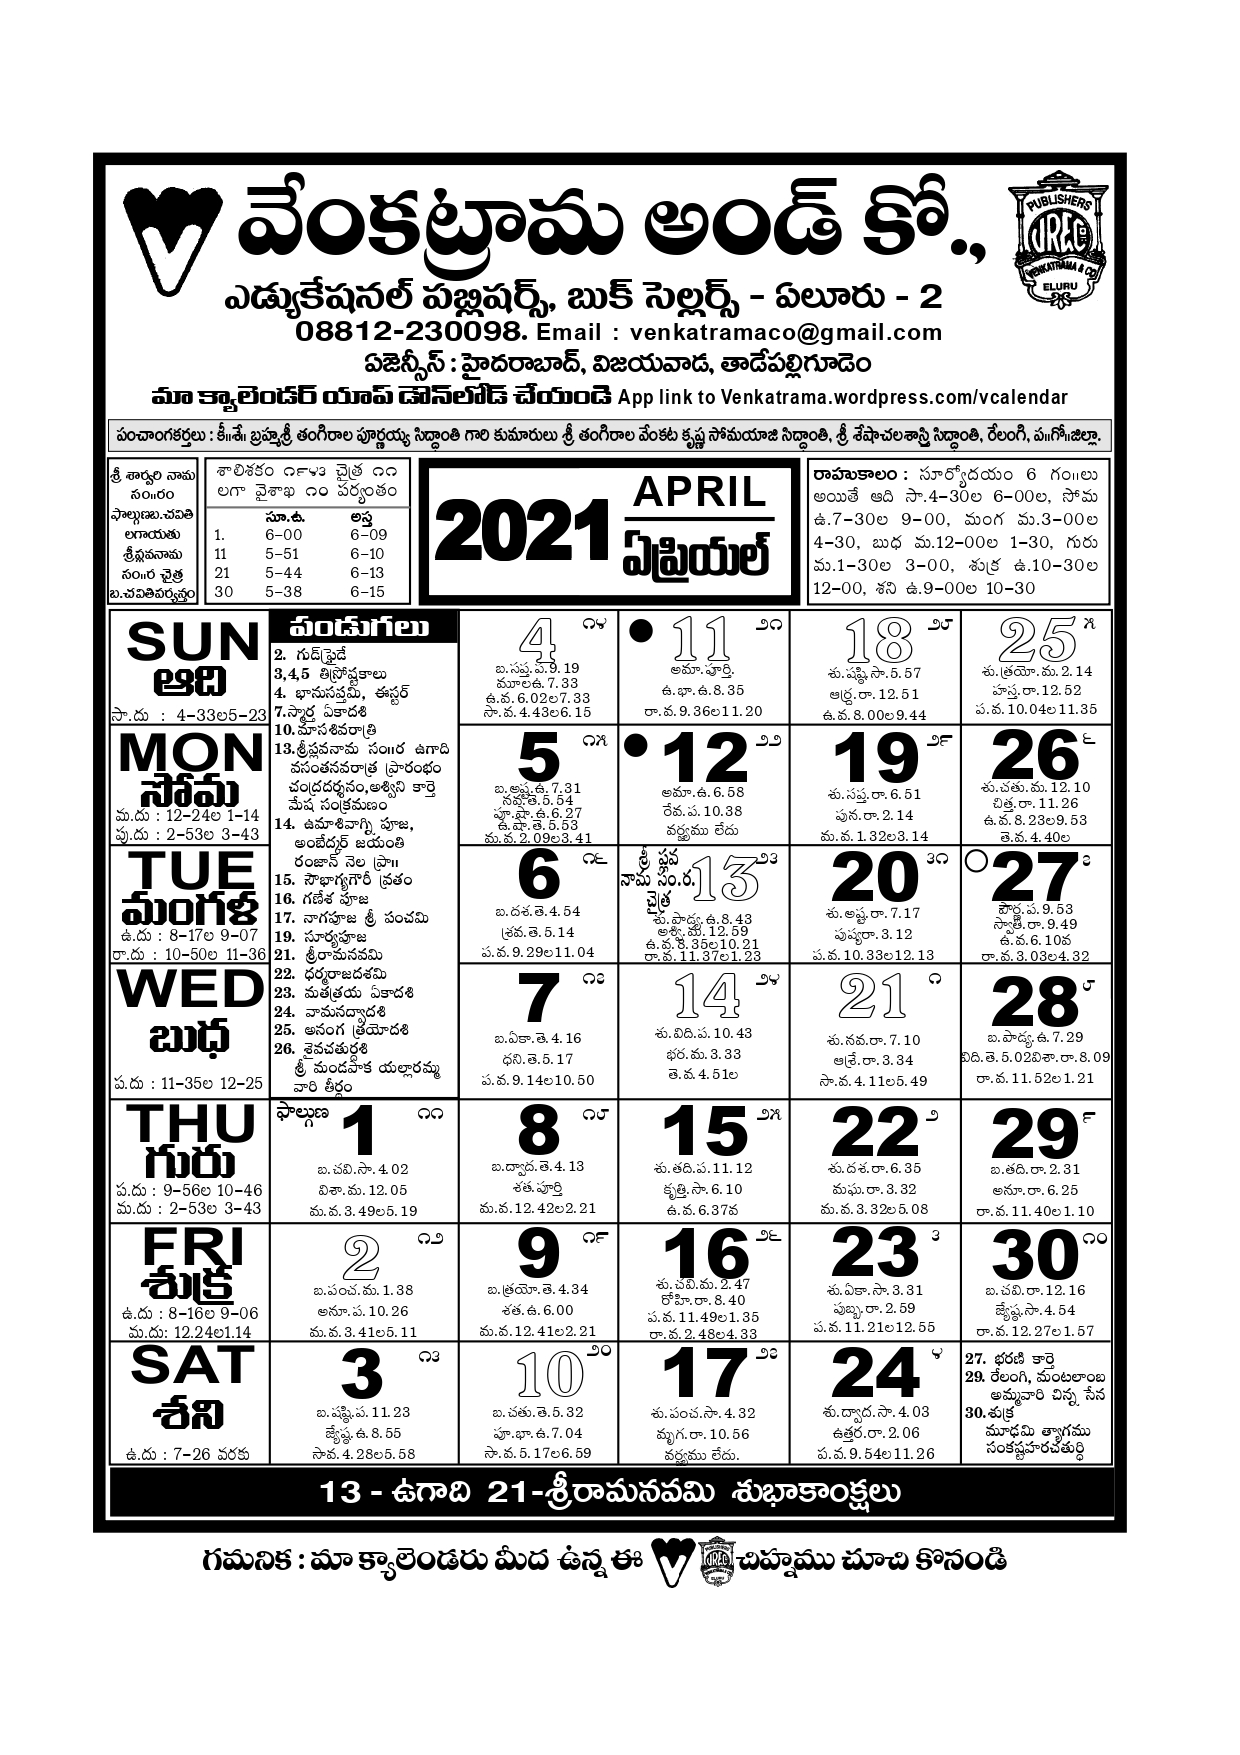 వేంకట్రామ అండ్ కో.,
PUBLISHERS
VENKATRAMA & CO
ELURU
ఎడ్యుకేషనల్ పబ్లిషర్స్, బుక్ సెల్లర్స్ - ఏలూరు - 2
08812-230098. Email : venkatramaco@gmail.com
ఏజెన్సీస్ : హైదరాబాద్, విజయవాడ, తాడేపల్లిగూడెం
మా క్యాలెండర్ యాప్ డౌన్‌లోడ్ చేయండి App link to Venkatrama.wordpress.com/vcalendar
పంచాంగకర్తలు : కీ॥శే॥ బ్రహ్మశ్రీ తంగిరాల పూర్ణయ్య సిద్ధాంతి గారి కుమారులు శ్రీ తంగిరాల వేంకట కృష్ణ సోమయాజి సిద్ధాంతి, శ్రీ శేషాచలశాస్త్రి సిద్ధాంతి, రేలంగి, ప॥గో॥జిల్లా.
శ్రీ శార్వరి నామ
సం॥రం
ఫాల్గుణబ.చవితి
లగాయతు
శ్రీప్లవనామ
సం॥ర చైత్ర
బ.చవితిపర్యన్తం
శాలిశకం ౧౯౪౩ చైత్ర ౧౧
లగా వైశాఖ ౧౦ పర్యంతం
సూ.ఉ. అస్త
1. 6-00 6-09
11 5-51 6-10
21 5-44 6-13
30 5-38 6-15
2021
APRIL
ఏప్రియల్
రాహుకాలం : సూర్యోదయం 6 గం॥లు
అయితే ఆది సా.4-30ల 6-00ల, సోమ
ఉ.7-30ల 9-00, మంగ మ.3-00ల
4-30, బుధ మ.12-00ల 1-30, గురు
మ.1-30ల 3-00, శుక్ర ఉ.10-30ల
12-00, శని ఉ.9-00ల 10-30
SUN
ఆది
సా.దు : 4-33ల5-23
పండుగలు
2. గుడ్‌ఫ్రైడే
3,4,5 తిస్రోష్టకాలు
4. భానుసప్తమి, ఈస్టర్
7.స్మార్త ఏకాదశి
10.మాసశివరాత్రి
13.శ్రీప్లవనామ సం॥ర ఉగాది
వసంతనవరాత్ర ప్రారంభం
చంద్రదర్శనం,అశ్విని కార్తె
మేష సంక్రమణం
14. ఉమాశివాగ్ని పూజ,
అంబేద్కర్ జయంతి
రంజాన్ నెల ప్రా॥
15. సౌభాగ్యగౌరీ వ్రతం
16. గణేశ పూజ
17. నాగపూజ శ్రీ పంచమి
19. సూర్యపూజ
21. శ్రీరామనవమి
22. ధర్మరాజదశమి
23. మతత్రయ ఏకాదశి
24. వామనద్వాదశి
25. అనంగ త్రయోదశి
26. శైవచతుర్దశి
శ్రీ మండపాక యల్లారమ్మ
వారి తీర్థం
4 ౧౪
బ.సప్త.ప.9.19
మూలఉ.7.33
ఉ.వ.6.02ల7.33
సా.వ.4.43ల6.15
11 ౨౧
అమా.పూర్తి.
ఉ.భా.ఉ.8.35
రా.వ.9.36ల11.20
18 ౨౮
శు.షష్ఠి.సా.5.57
ఆర్ద్ర.రా.12.51
ఉ.వ.8.00ల9.44
25 ౫
శు.త్రయో.మ.2.14
హస్త.రా.12.52
ప.వ.10.04ల11.35
MON
సోమ
మ.దు : 12-24ల 1-14
పు.దు : 2-53ల 3-43
5 ౧౫
బ.అష్ట.ఉ.7.31
నవ.తె.5.54
పూ.షా.ఉ.6.27
ఉ.షా.తె.5.53
మ.వ.2.09ల3.41
12 ౨౨
అమా.ఉ.6.58
రేవ.ప.10.38
వర్జ్యము లేదు
19 ౨౯
శు.సప్త.రా.6.51
పున.రా.2.14
మ.వ.1.32ల3.14
26 ౬
శు.చతు.మ.12.10
చిత్త.రా.11.26
ఉ.వ.8.23ల9.53
తె.వ.4.40ల
TUE
మంగళ
ఉ.దు : 8-17ల 9-07
రా.దు : 10-50ల 11-36
6 ౧౬
బ.దశ.తె.4.54
శ్రవ.తె.5.14
ప.వ.9.29ల11.04
శ్రీ ప్లవ
నామ సం.ర.
చైత్ర
13 ౨౩
శు.పాడ్య.ఉ.8.43
అశ్వి.మ.12.59
ఉ.వ.8.35ల10.21
రా.వ.11.37ల1.23
20 ౩౧
శు.అష్ట.రా.7.17
పుష్య.రా.3.12
ప.వ.10.33ల12.13
27 ౭
పౌర్ణ.ప.9.53
స్వాతి.రా.9.49
ఉ.వ.6.10వ
రా.వ.3.03ల4.32
WED
బుధ
ప.దు : 11-35ల 12-25
7 ౧౭
బ.ఏకా.తె.4.16
ధని.తె.5.17
ప.వ.9.14ల10.50
14 ౨౪
శు.విది.ప.10.43
భర.మ.3.33
తె.వ.4.51ల
21 ౧
శు.నవ.రా.7.10
ఆశ్రే.రా.3.34
సా.వ.4.11ల5.49
28 ౮
బ.పాడ్య.ఉ.7.29
విది.తె.5.02విశా.రా.8.09
రా.వ.11.52ల1.21
THU
గురు
ప.దు : 9-56ల 10-46
మ.దు : 2-53ల 3-43
ఫాల్గుణ 1 ౧౧
బ.చవి.సా.4.02
విశా.మ.12.05
మ.వ.3.49ల5.19
8 ౧౮
బ.ద్వాద.తె.4.13
శత.పూర్తి
మ.వ.12.42ల2.21
15 ౨౫
శు.తది.ప.11.12
కృత్తి.సా.6.10
ఉ.వ.6.37వ
22 ౨
శు.దశ.రా.6.35
మఘ.రా.3.32
మ.వ.3.32ల5.08
29 ౯
బ.తది.రా.2.31
అనూ.రా.6.25
రా.వ.11.40ల1.10
FRI
శుక్ర
ఉ.దు : 8-16ల 9-06
మ.దు: 12.24ల1.14
2 ౧౨
బ.పంచ.మ.1.38
అనూ.ప.10.26
మ.వ.3.41ల5.11
9 ౧౯
బ.త్రయో.తె.4.34
శత.ఉ.6.00
మ.వ.12.41ల2.21
16 ౨౬
శు.చవి.మ.2.47
రోహి.రా.8.40
ప.వ.11.49ల1.35
రా.వ.2.48ల4.33
23 ౩
శు.ఏకా.సా.3.31
పుబ్బ.రా.2.59
ప.వ.11.21ల12.55
30 ౧౦
బ.చవి.రా.12.16
జ్యేష్ఠ.సా.4.54
రా.వ.12.27ల1.57
SAT
శని
ఉ.దు : 7-26 వరకు
3 ౧౩
బ.షష్ఠి.ప.11.23
జ్యేష్ఠ.ఉ.8.55
సావ.4.28ల5.58
10 ౨౦
బ.చతు.తె.5.32
పూ.భా.ఉ.7.04
సా.వ.5.17ల6.59
17 ౨౭
శు.పంచ.సా.4.32
మృగ.రా.10.56
వర్జ్యము లేదు.
24 ౪
శు.ద్వాద.సా.4.03
ఉత్తర.రా.2.06
ప.వ.9.54ల11.26
27. భరణి కార్తె
29. రేలంగి, మంటలాంబ
అమ్మవారి చిన్న సేన
30.శుక్ర
మూఢమి త్యాగము
సంకష్టహరచతుర్థి
13 - ఉగాది 21-శ్రీరామనవమి శుభాకాంక్షలు
గమనిక : మా క్యాలెండరు మీద ఉన్న ఈ చిహ్నము చూచి కొనండి